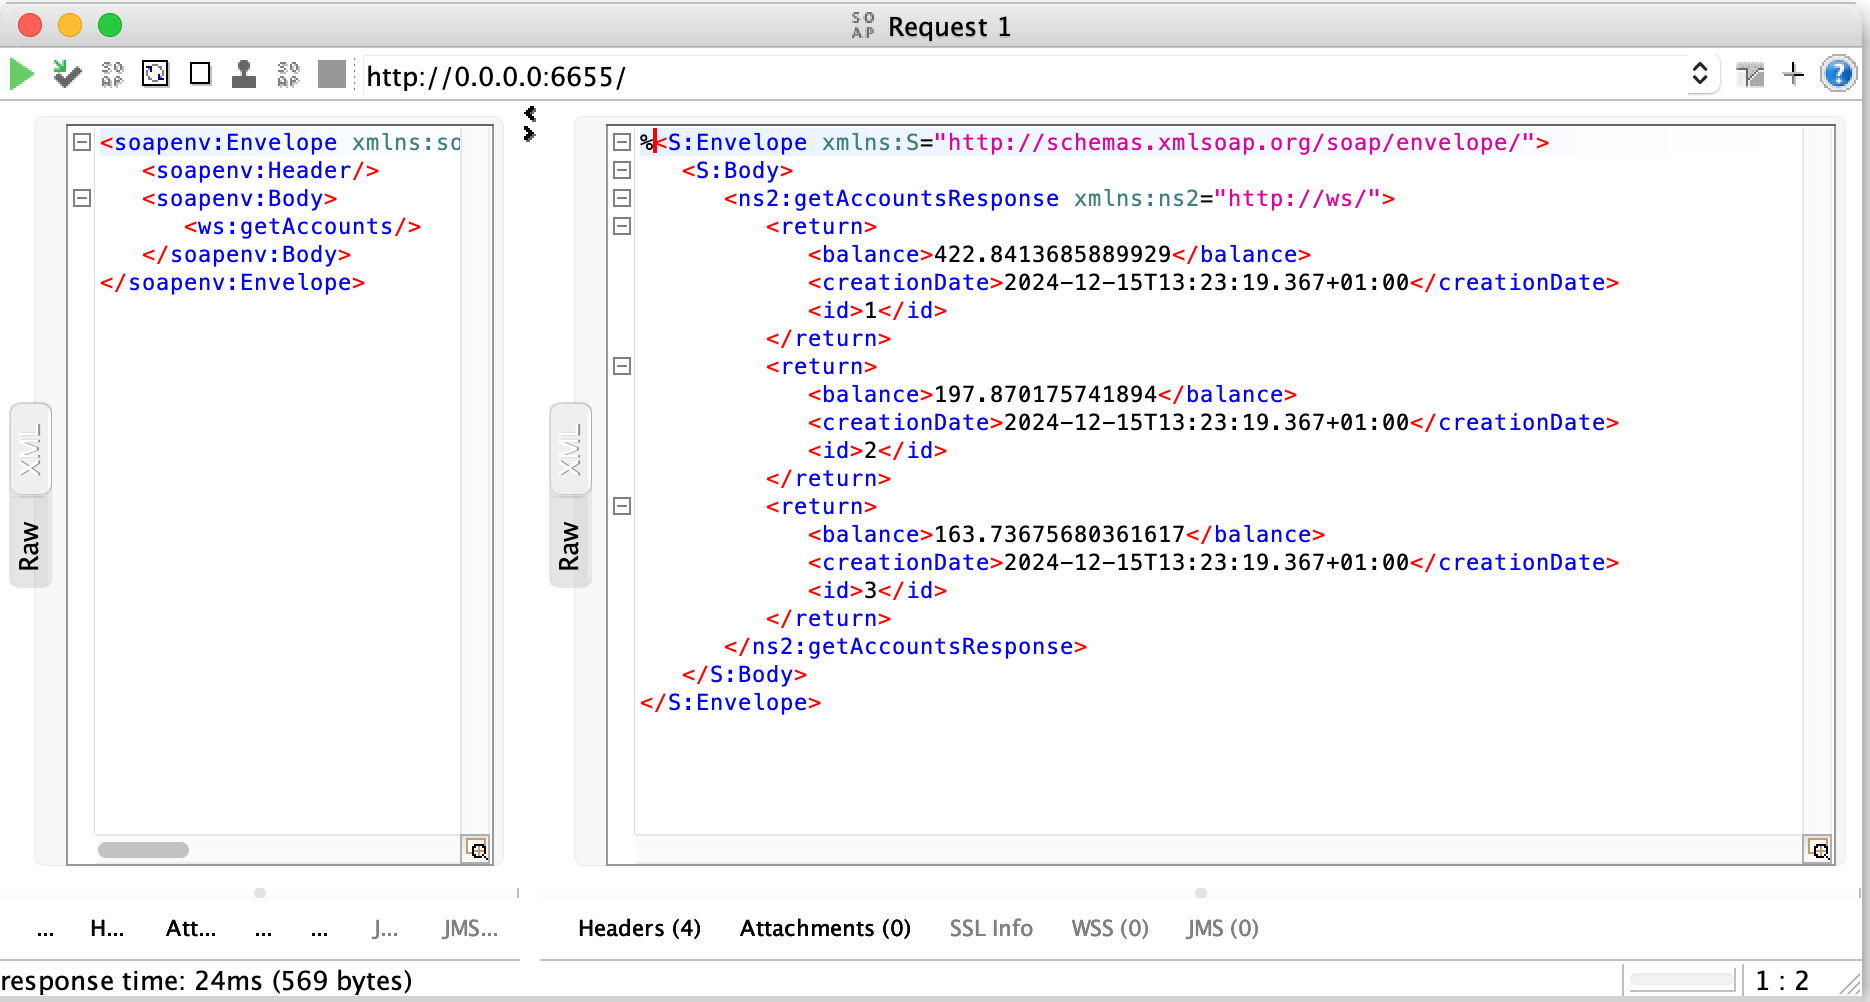 SO
AP
Request 1
SO
AP
SO
AP
http://0.0.0.0:6655/
?
XML
Raw
<soapenv:Envelope xmlns:so
<soapenv:Header/>
<soapenv:Body>
<ws:getAccounts/>
</soapenv:Body>
</soapenv:Envelope>
XML
Raw
%<S:Envelope xmlns:S="http://schemas.xmlsoap.org/soap/envelope/">
<S:Body>
<ns2:getAccountsResponse xmlns:ns2="http://ws/">
<return>
<balance>422.8413685889929</balance>
<creationDate>2024-12-15T13:23:19.367+01:00</creationDate>
<id>1</id>
</return>
<return>
<balance>197.870175741894</balance>
<creationDate>2024-12-15T13:23:19.367+01:00</creationDate>
<id>2</id>
</return>
<return>
<balance>163.73675680361617</balance>
<creationDate>2024-12-15T13:23:19.367+01:00</creationDate>
<id>3</id>
</return>
</ns2:getAccountsResponse>
</S:Body>
</S:Envelope>
... H... Att... ... ... J... JMS...
Headers (4) Attachments (0) SSL Info WSS (0) JMS (0)
response time: 24ms (569 bytes)
1 : 2